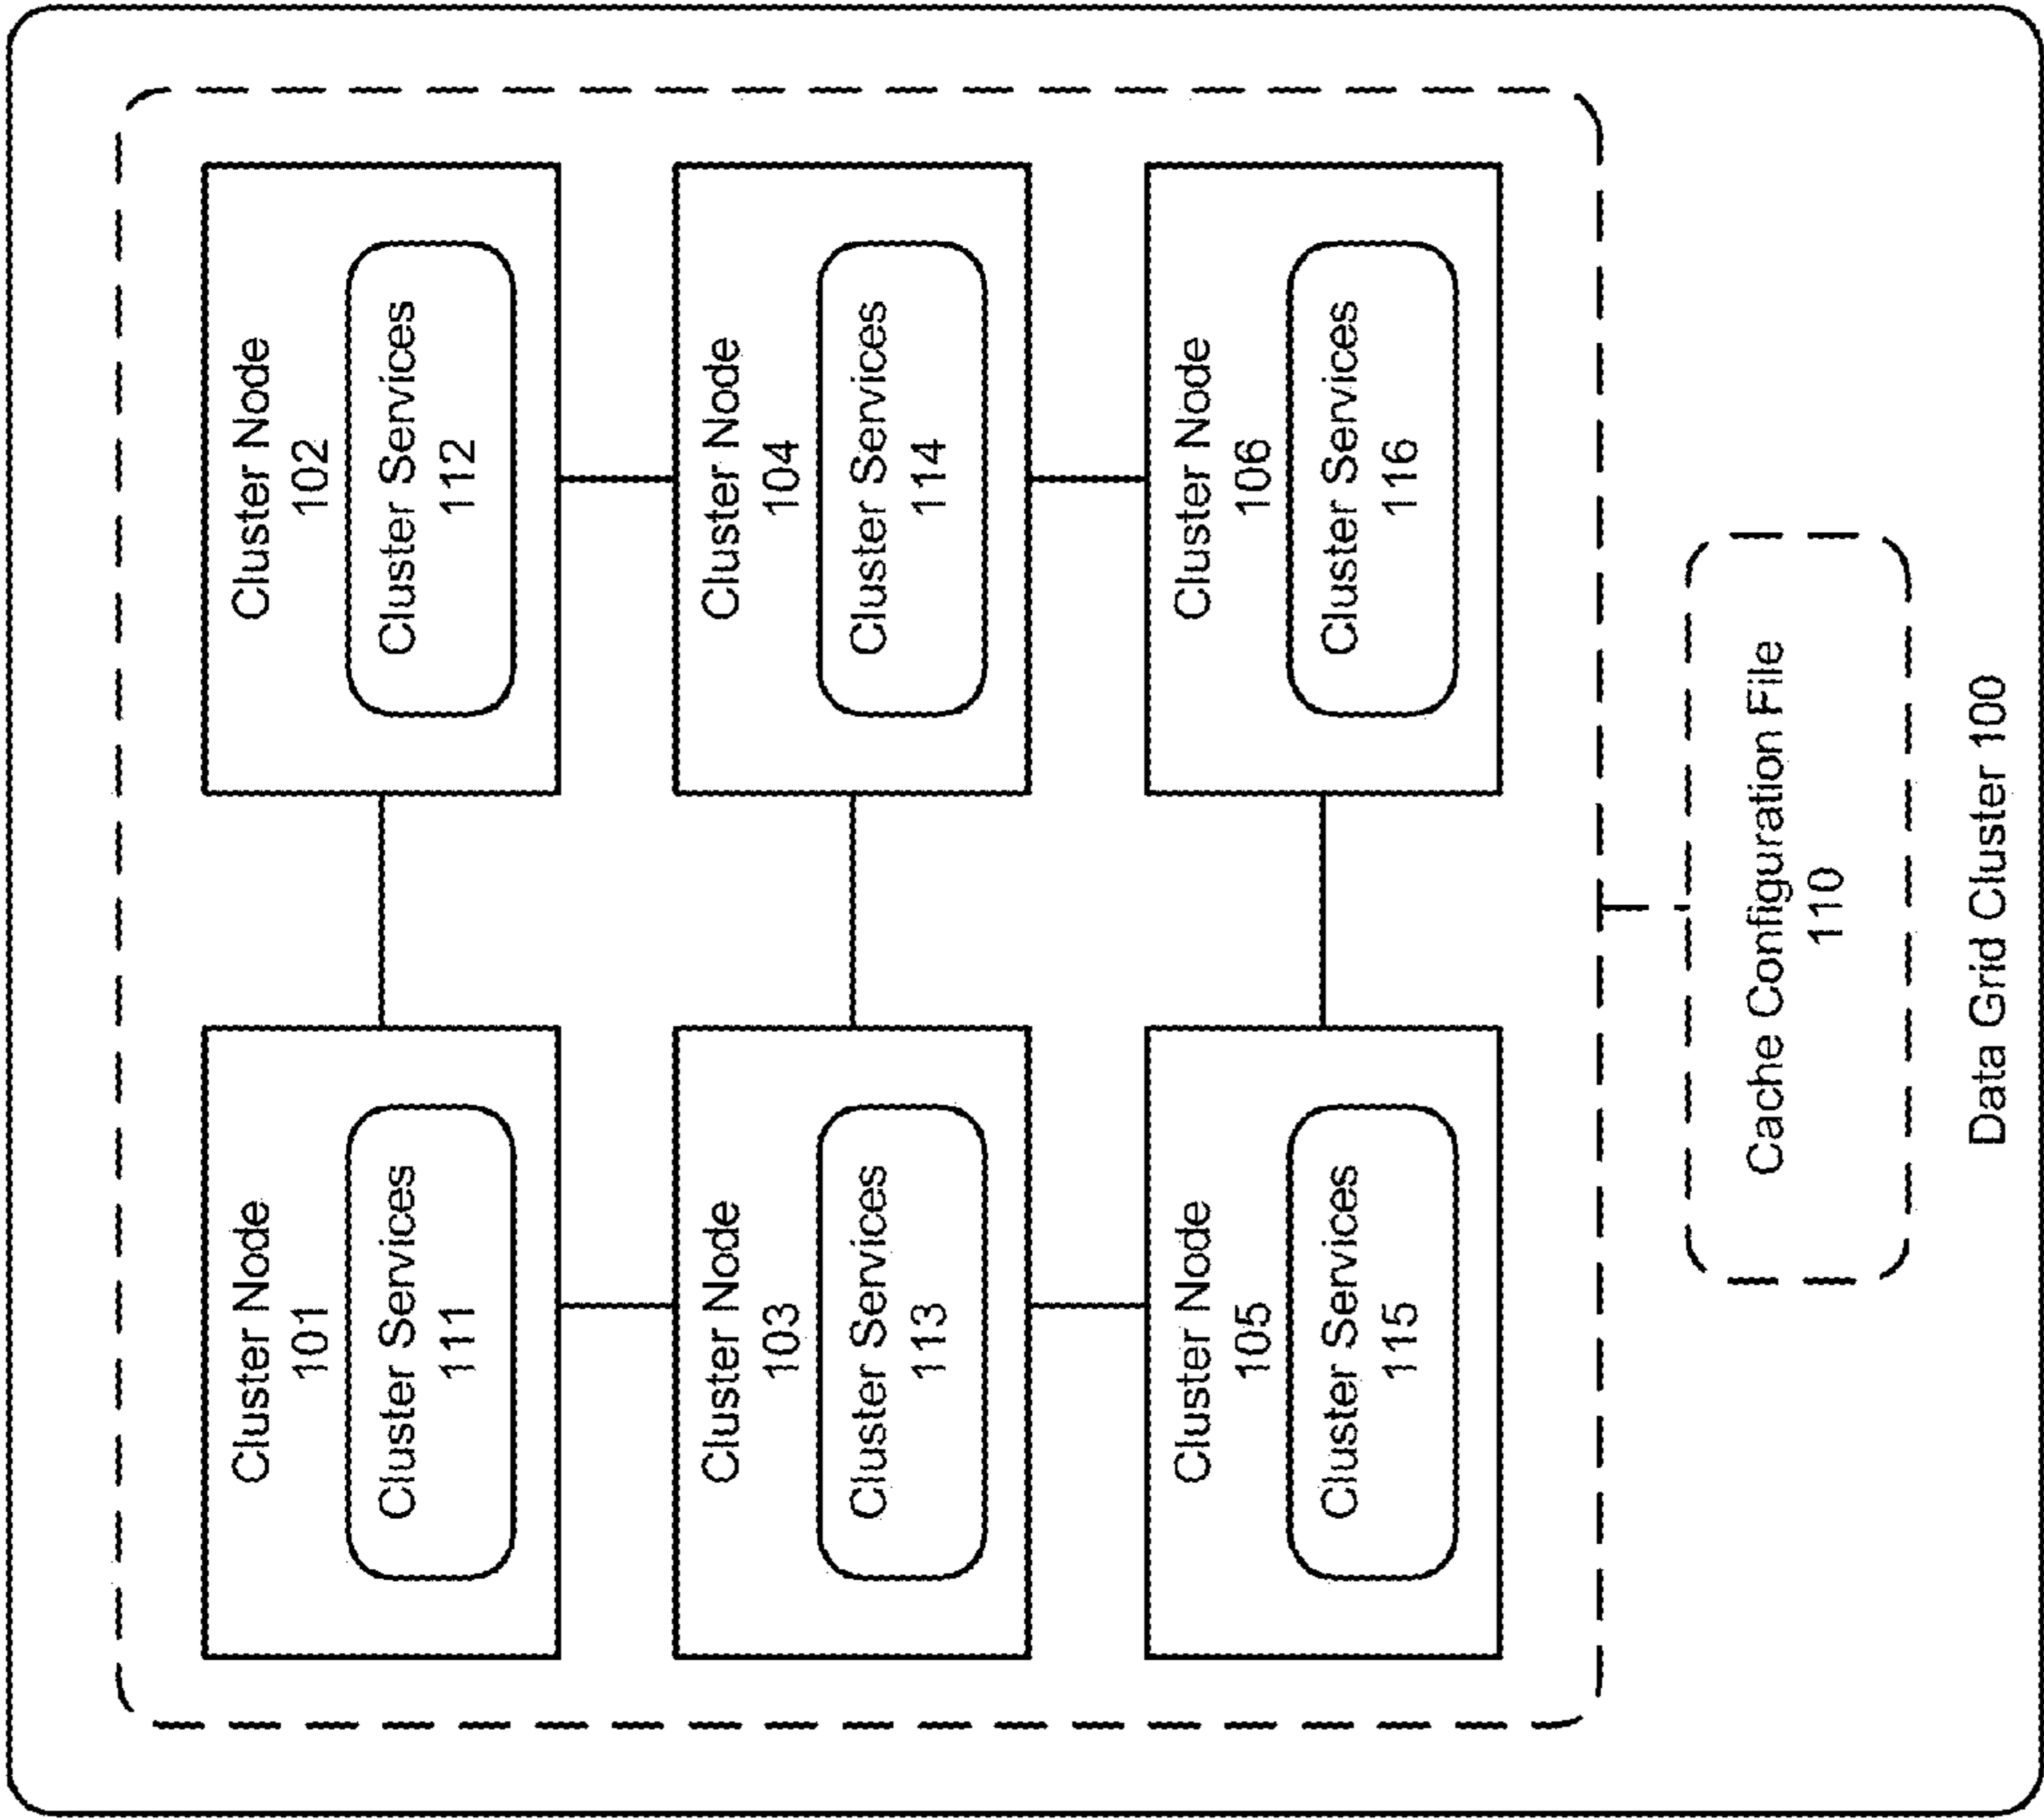 Cluster Node
101
Cluster Services
111
Cluster Node
102
Cluster Services
112
Cluster Node
103
Cluster Services
113
Cluster Node
104
Cluster Services
114
Cluster Node
105
Cluster Services
115
Cluster Node
106
Cluster Services
116
Cache Configuration File
110
Data Grid Cluster 100